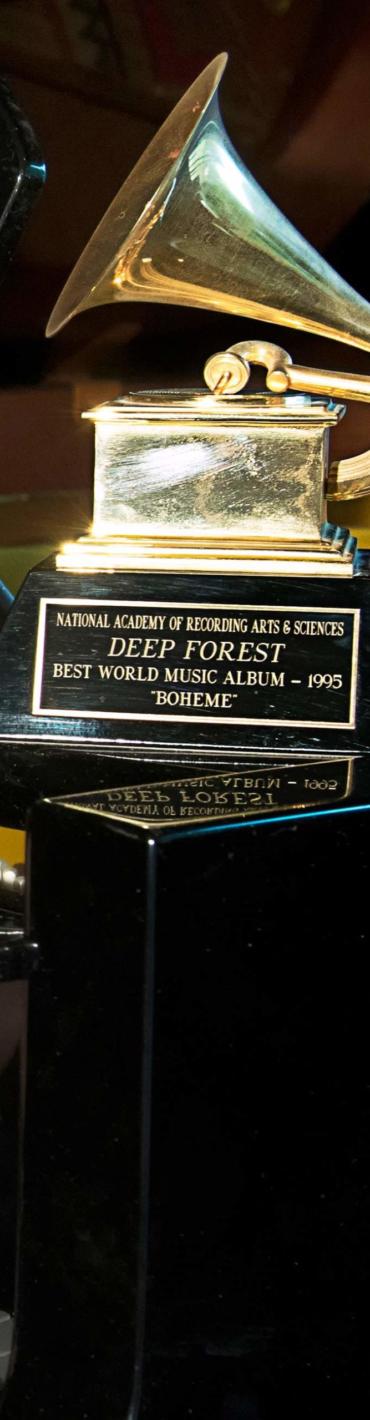 NATIONAL ACADEMY OF RECORDING ARTS & SCIENCES
DEEP FOREST
BEST WORLD MUSIC ALBUM – 1995
"BOHEME"